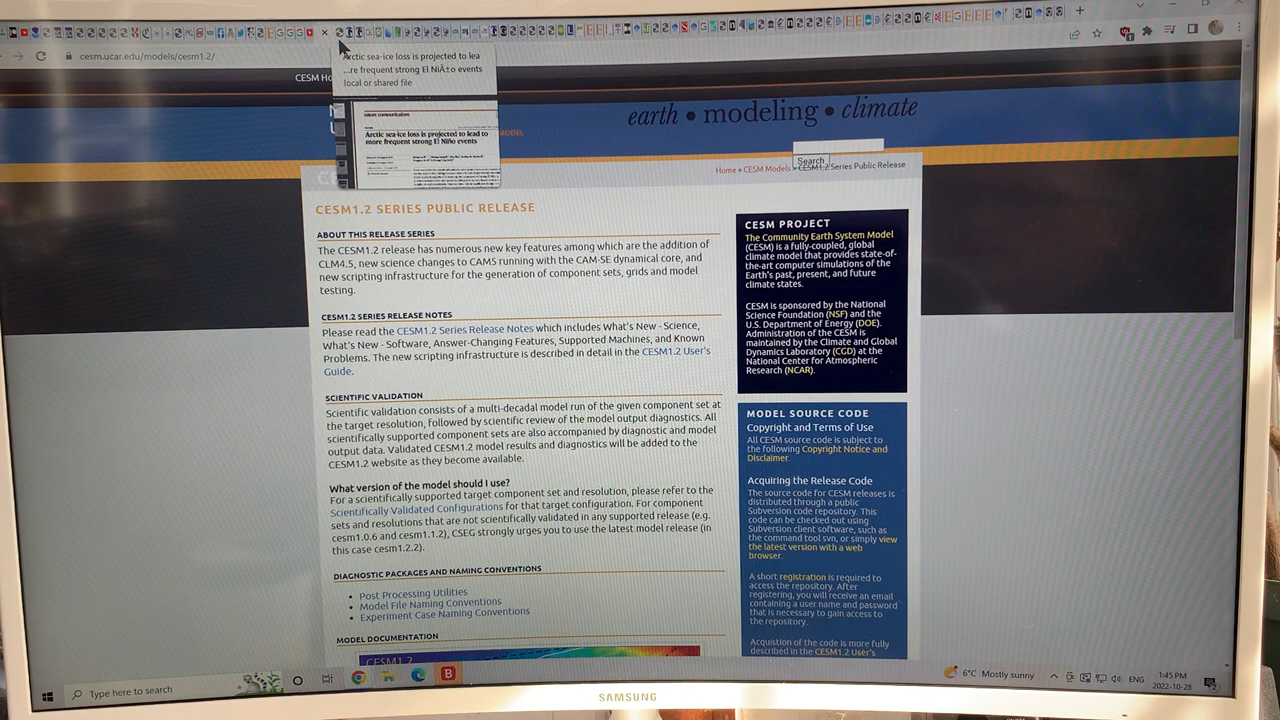 cesm.ucar.edu/models/cesm1.2/
Arctic sea-ice loss is projected to lea
...re frequent strong El NiÃ±o events
local or shared file
nature communications
Arctic sea-ice loss is projected to lead to
more frequent strong El Niño events
CESM Ho
MODEL
earth • modeling • climate
Search
Home » CESM Models » CESM1.2 Series Public Release
CESM1.2 SERIES PUBLIC RELEASE
ABOUT THIS RELEASE SERIES
The CESM1.2 release has numerous new key features among which are the addition of
CLM4.5, new science changes to CAM5 running with the CAM-SE dynamical core, and
new scripting infrastructure for the generation of component sets, grids and model
testing.
CESM1.2 SERIES RELEASE NOTES
Please read the CESM1.2 Series Release Notes which includes What's New - Science,
What's New - Software, Answer-Changing Features, Supported Machines, and Known
Problems. The new scripting infrastructure is described in detail in the CESM1.2 User's
Guide.
SCIENTIFIC VALIDATION
Scientific validation consists of a multi-decadal model run of the given component set at
the target resolution, followed by scientific review of the model output diagnostics. All
scientifically supported component sets are also accompanied by diagnostic and model
output data. Validated CESM1.2 model results and diagnostics will be added to the
CESM1.2 website as they become available.
What version of the model should I use?
For a scientifically supported target component set and resolution, please refer to the
Scientifically Validated Configurations for that target configuration. For component
sets and resolutions that are not scientifically validated in any supported release (e.g.
cesm1.0.6 and cesm1.1.2), CSEG strongly urges you to use the latest model release (in
this case cesm1.2.2).
DIAGNOSTIC PACKAGES AND NAMING CONVENTIONS
• Post Processing Utilities
• Model File Naming Conventions
• Experiment Case Naming Conventions
MODEL DOCUMENTATION
CESM1.2
CESM PROJECT
The Community Earth System Model
(CESM) is a fully-coupled, global
climate model that provides state-of-
the-art computer simulations of the
Earth's past, present, and future
climate states.
CESM is sponsored by the National
Science Foundation (NSF) and the
U.S. Department of Energy (DOE).
Administration of the CESM is
maintained by the Climate and Global
Dynamics Laboratory (CGD) at the
National Center for Atmospheric
Research (NCAR).
MODEL SOURCE CODE
Copyright and Terms of Use
All CESM source code is subject to
the following Copyright Notice and
Disclaimer.
Acquiring the Release Code
The source code for CESM releases is
distributed through a public
Subversion code repository. This
code can be checked out using
Subversion client software, such as
the command tool svn, or simply view
the latest version with a web
browser.
A short registration is required to
access the repository. After
registering, you will receive an email
containing a user name and password
that is necessary to gain access to
the repository.
Acquistion of the code is more fully
described in the CESM1.2 User's
Type here to search
6°C Mostly sunny
ENG
1:45 PM
2022-10-28
SAMSUNG